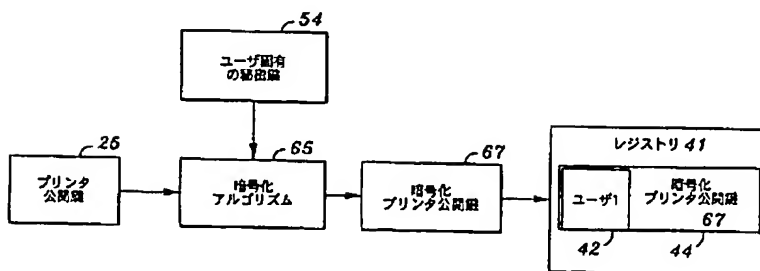 54
ユーザ固有
の秘密鍵
25
プリンタ
公開鍵
65
暗号化
アルゴリズム
67
暗号化
プリンタ公開鍵
レジストリ 41
ユーザ1
暗号化
プリンタ公開鍵
67
42
44